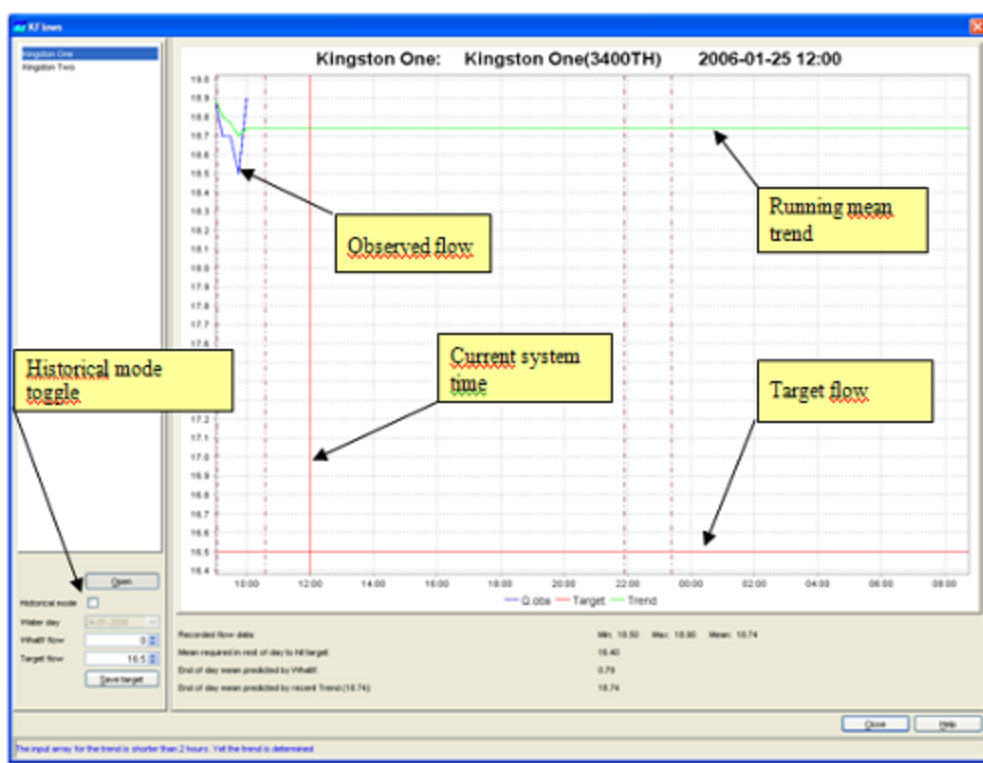 KFlows
Kingston One
Kingston Two
Kingston One: Kingston One(3400TH) 2006-01-25 12:00
19.0
18.9
18.8
18.7
18.6
18.5
18.4
18.3
18.2
18.1
18.0
17.9
17.8
17.7
17.6
17.2
17.1
17.0
16.9
16.8
16.7
16.6
16.5
16.4
Observed flow
Running mean
trend
Historical mode
toggle
Current system
time
Target flow
10:00 12:00 14:00 16:00 18:00 20:00 22:00 00:00 02:00 04:00 06:00 08:00
Q.obs Target Trend
Open
Historical mode
Water day 24-01-2006
WhatIf flow 0
Target flow 16.5
Save target
Recorded flow data: Min: 18.50 Max: 18.90 Mean: 18.74
Mean required in rest of day to hit target: 16.40
End of day mean predicted by WhatIf: 0.79
End of day mean predicted by recent Trend (18.74): 18.74
Close Help
The input array for the trend is shorter than 2 hours. Yet the trend is determined